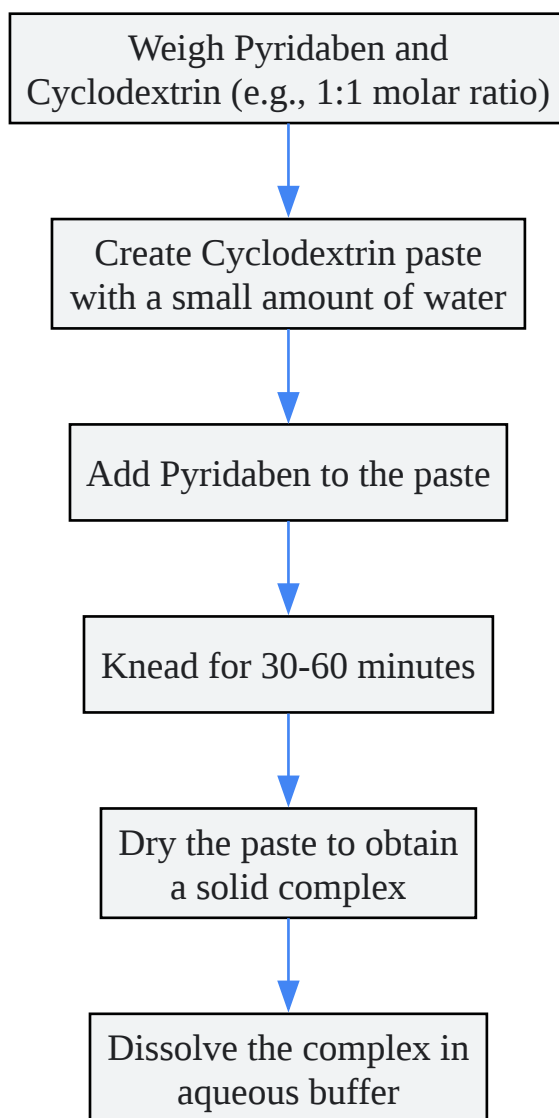 Weigh Pyridaben and
Cyclodextrin (e.g., 1:1 molar ratio)
Create Cyclodextrin paste
with a small amount of water
Add Pyridaben to the paste
Knead for 30-60 minutes
Dry the paste to obtain
a solid complex
Dissolve the complex in
aqueous buffer